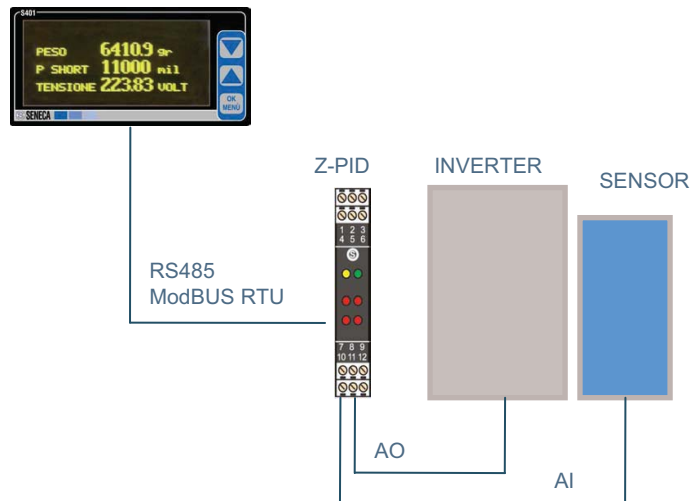 S401
PESO 6410.9 gr
P SHORT 11000 mil
TENSIONE 223.83 VOLT
OK
MENÙ
SENECA
Z-PID
INVERTER
SENSOR
1 2 3
4 5 6
S
RS485
ModBUS RTU
7 8 9
10 11 12
AO
AI